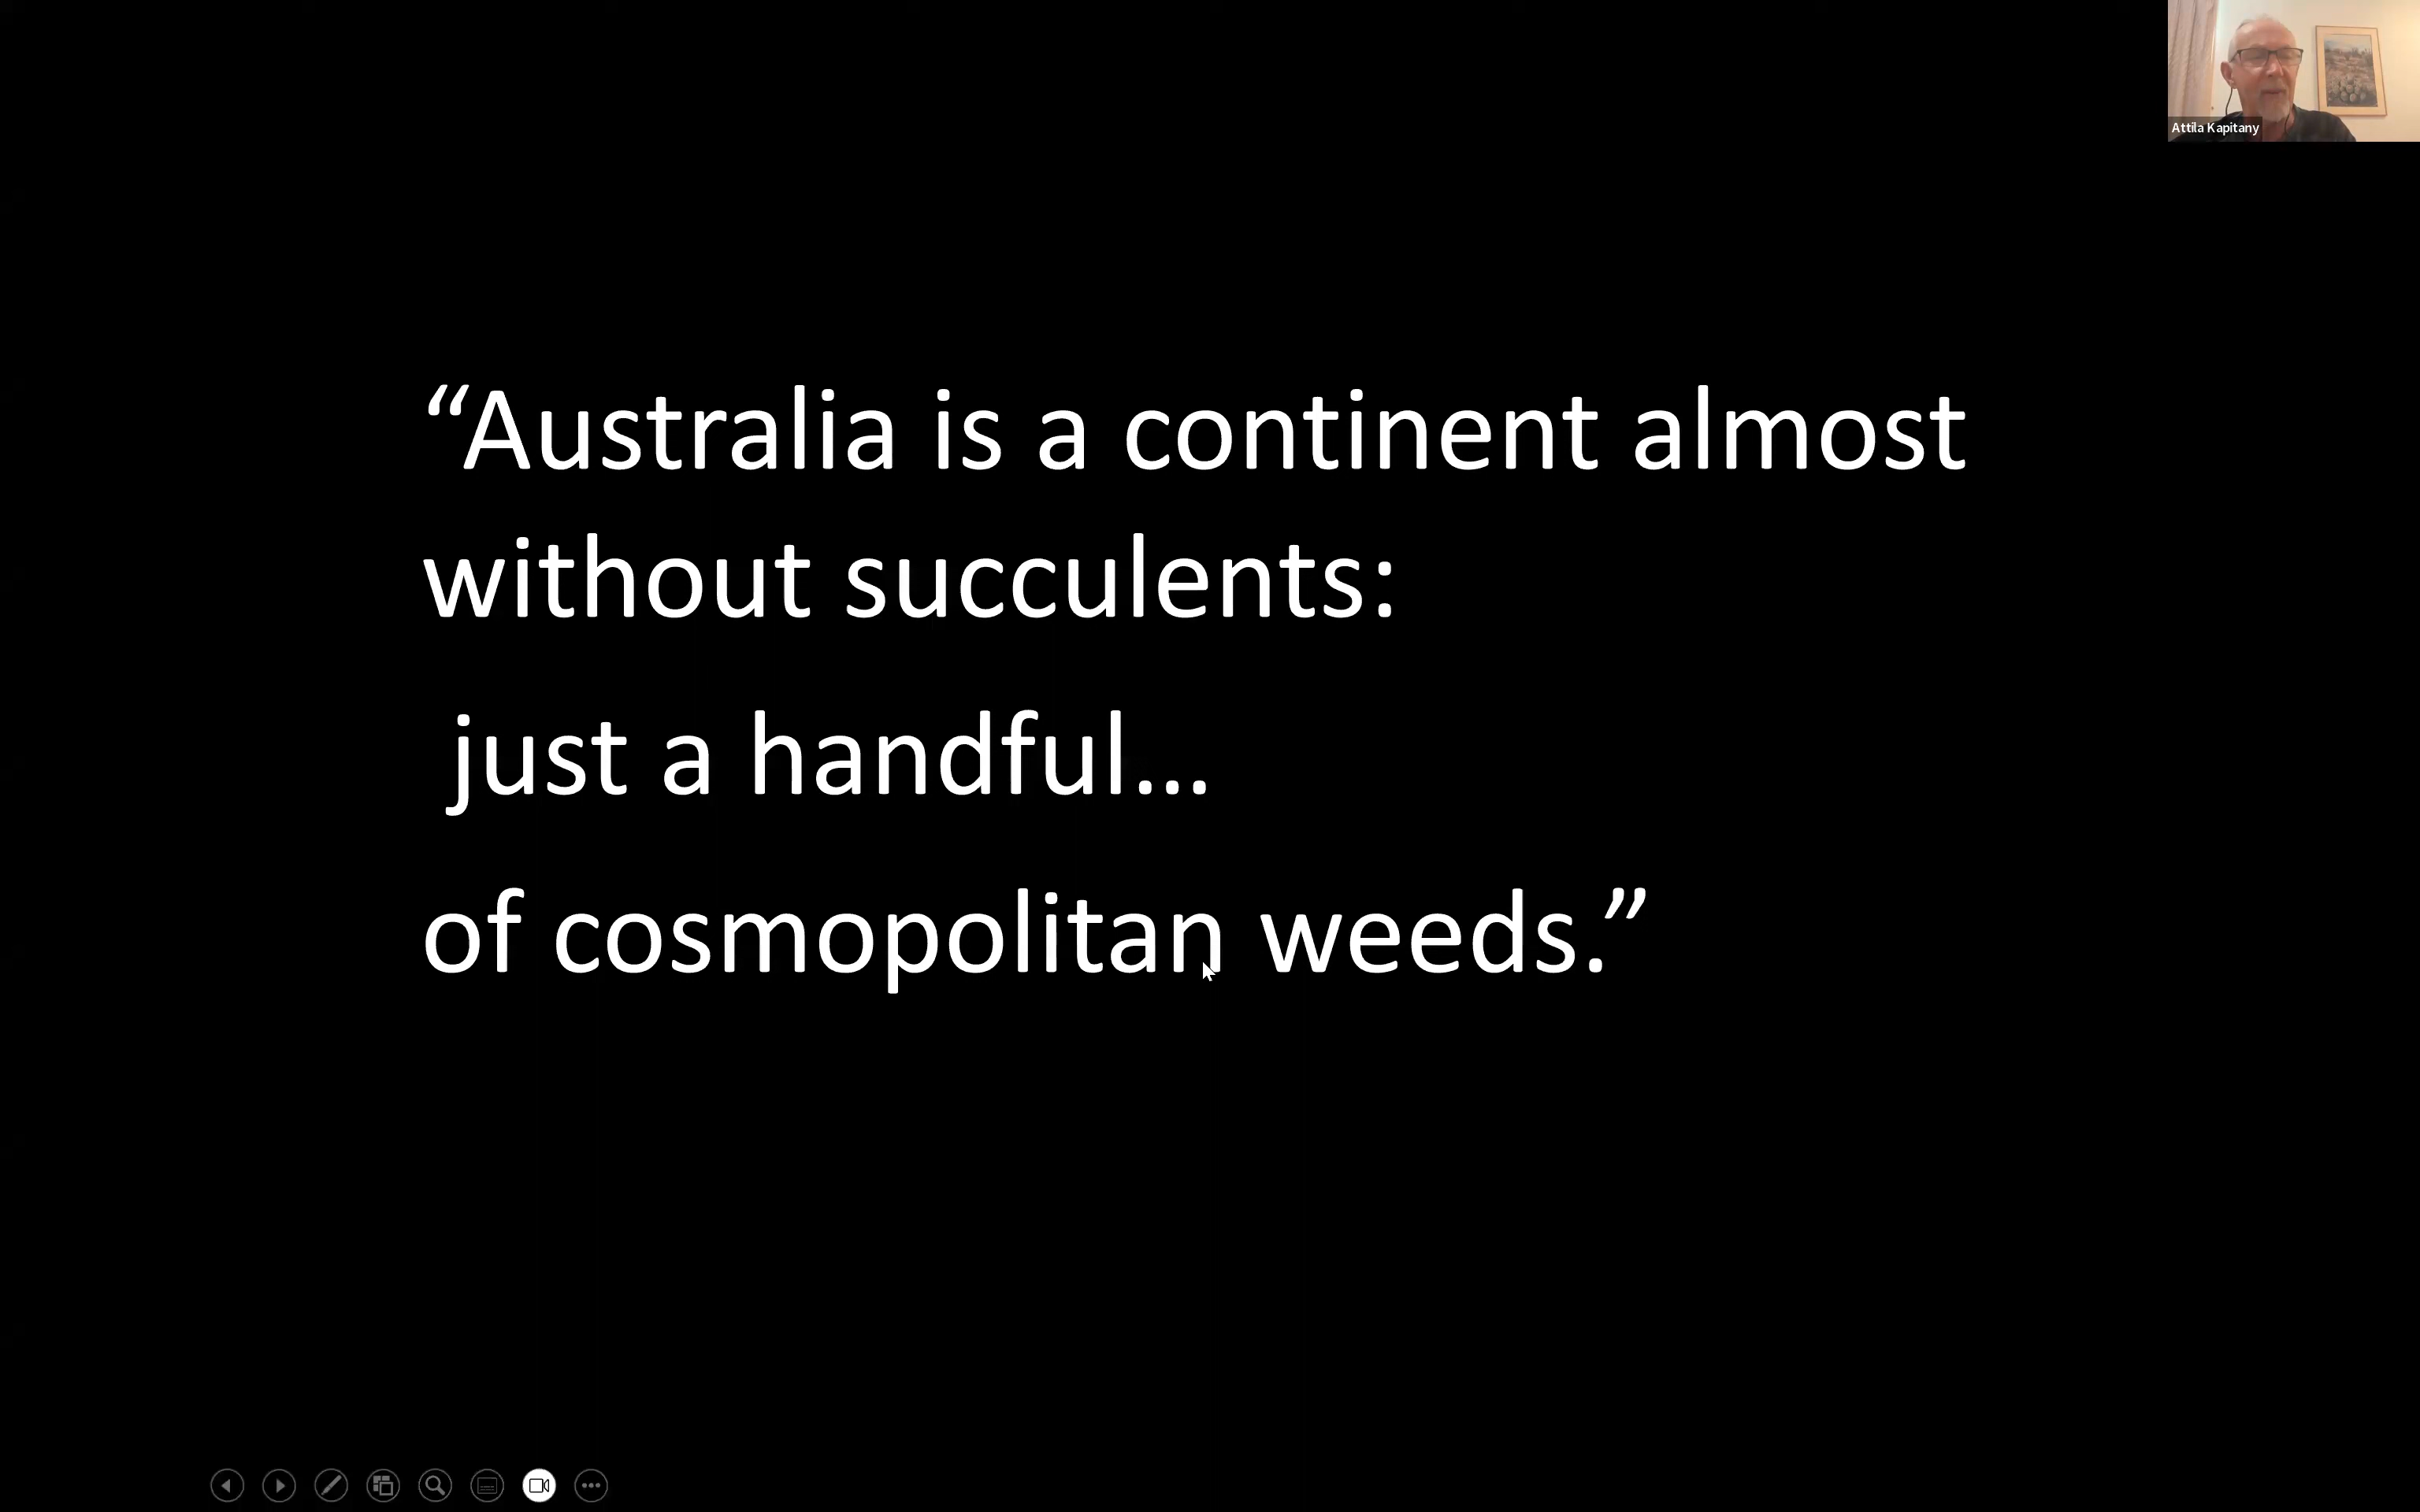 Attila Kapitany
“Australia is a continent almost
without succulents:
just a handful…
of cosmopolitan weeds.”